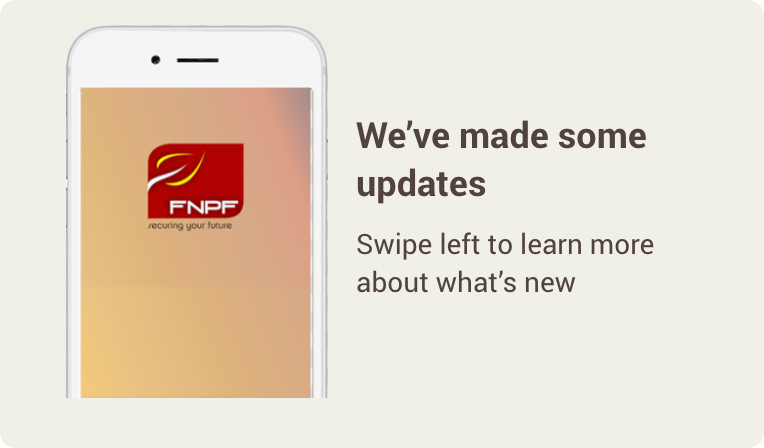 FNPF
securing your future
We’ve made some
updates
Swipe left to learn more
about what’s new